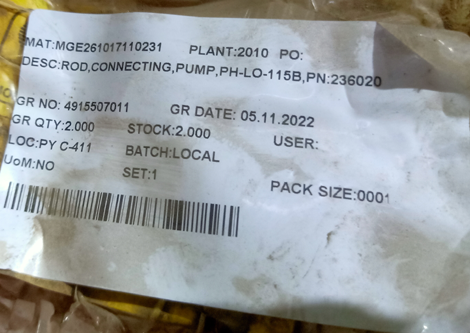 MAT:MGE261017110231 PLANT:2010 PO:
DESC:ROD,CONNECTING,PUMP,PH-LO-115B,PN:236020
GR NO: 4915507011 GR DATE: 05.11.2022
GR QTY:2.000 STOCK:2.000 USER:
LOC:PY C-411 BATCH:LOCAL
UoM:NO SET:1 PACK SIZE:0001